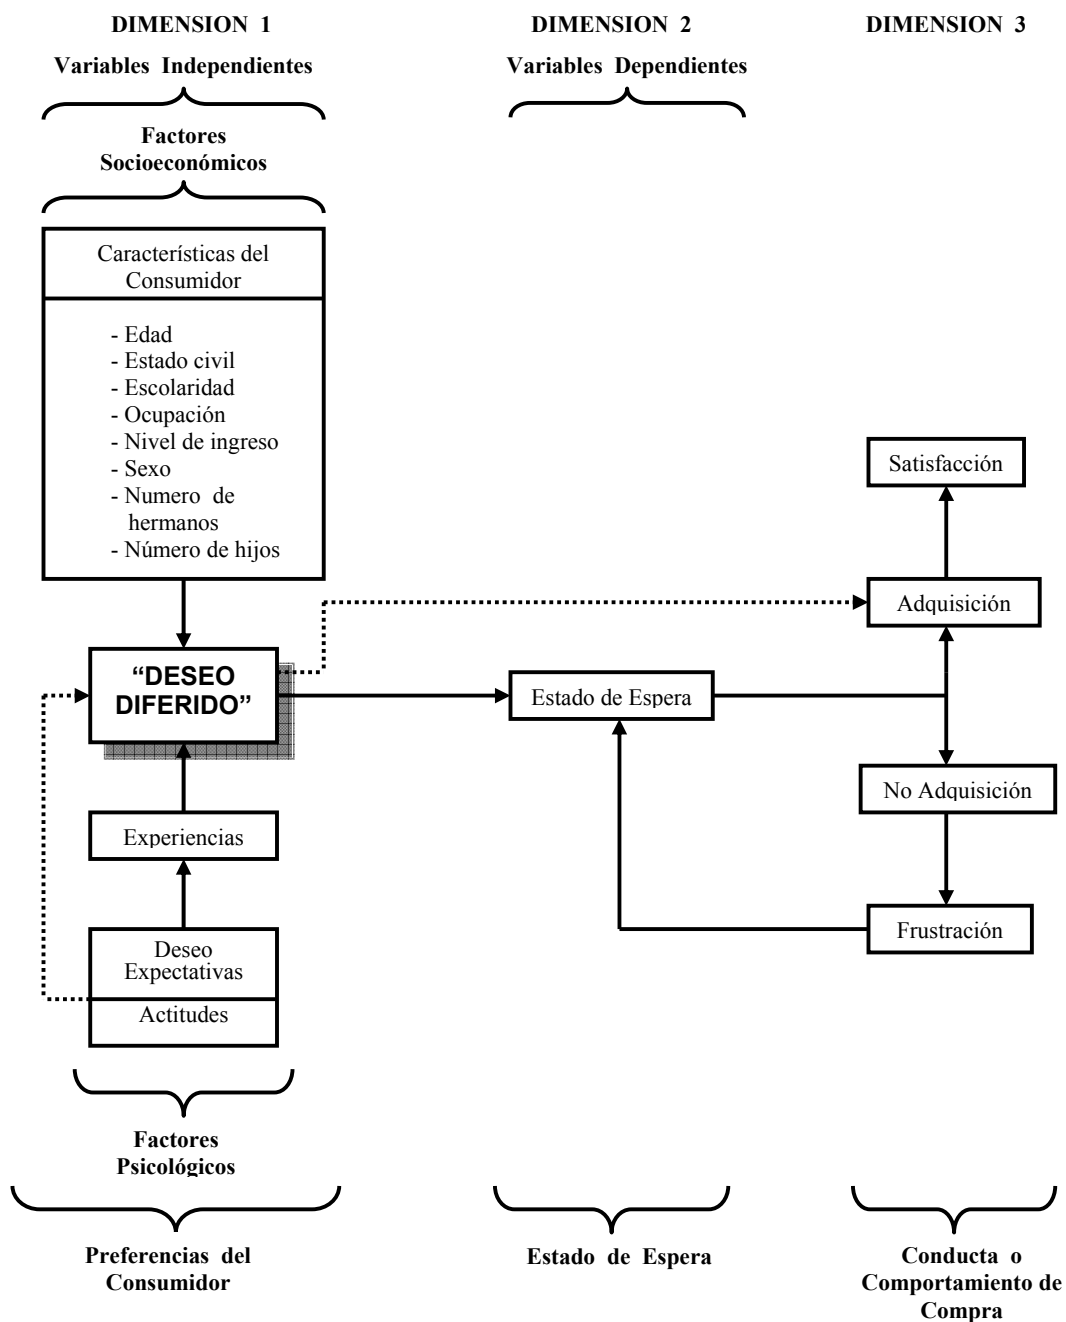 DIMENSION 1
DIMENSION 2
DIMENSION 3
Variables Independientes
Variables Dependientes
Factores
Socioeconómicos
Características del
Consumidor
- Edad
- Estado civil
- Escolaridad
- Ocupación
- Nivel de ingreso
- Sexo
- Numero de
hermanos
- Número de hijos
Satisfacción
Adquisición
“DESEO
DIFERIDO”
Estado de Espera
No Adquisición
Experiencias
Frustración
Deseo
Expectativas
Actitudes
Factores
Psicológicos
Preferencias del
Consumidor
Estado de Espera
Conducta o
Comportamiento de
Compra